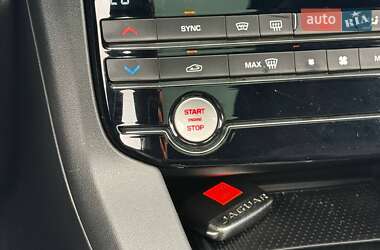 auto RIA
SYNC
MAX
START
ENGINE
STOP
JAGUAR